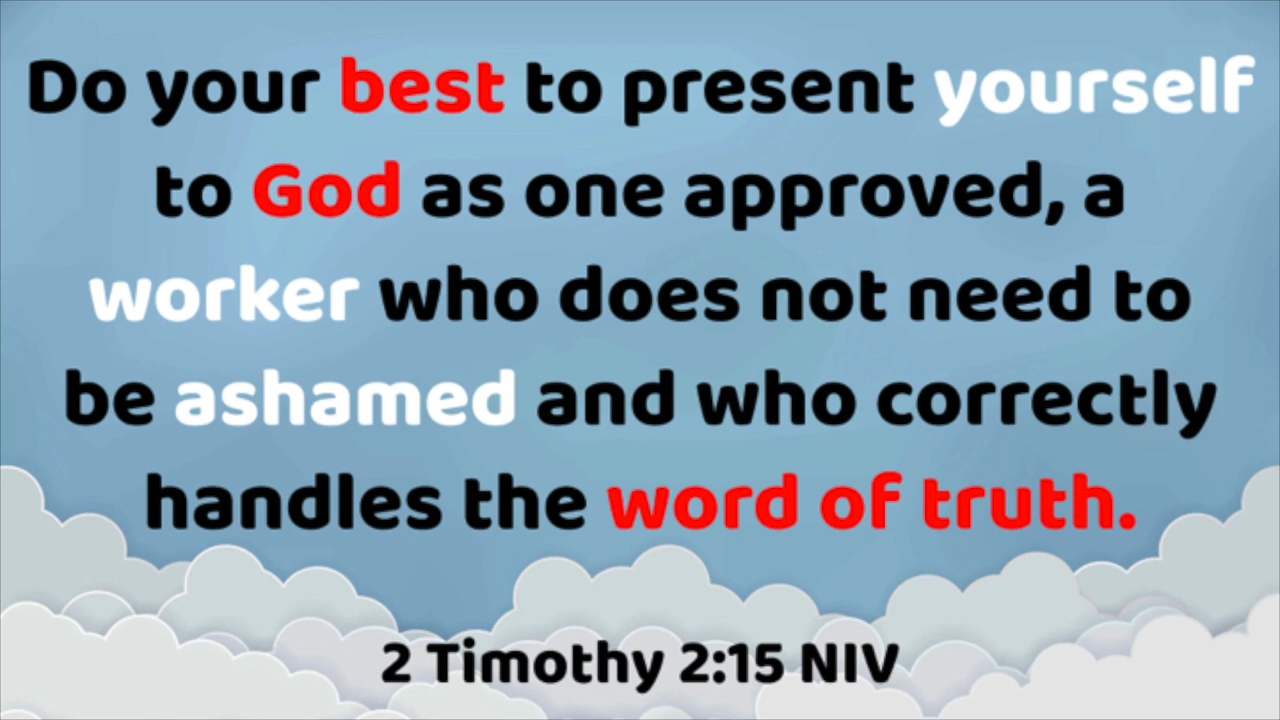 Do your best to present yourself
to God as one approved, a
worker who does not need to
be ashamed and who correctly
handles the word of truth.
2 Timothy 2:15 NIV